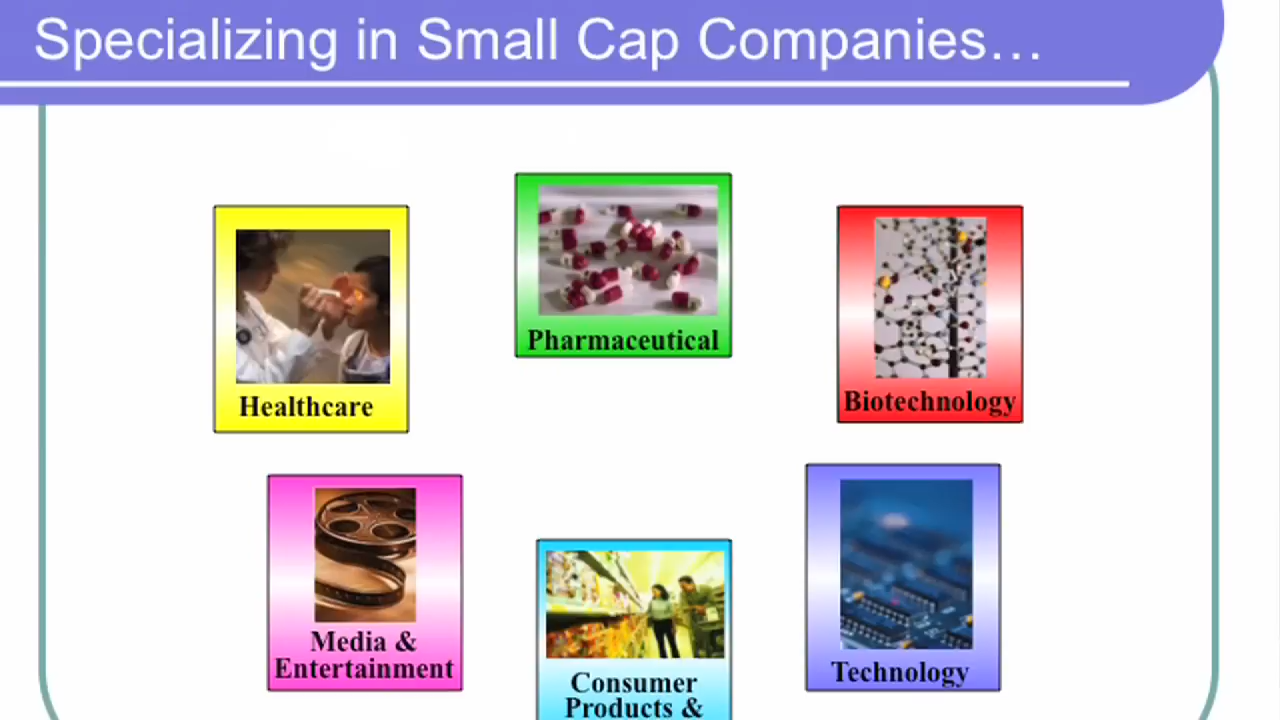 Specializing in Small Cap Companies…
Healthcare
Pharmaceutical
Biotechnology
Media &
Entertainment
Consumer
Products &
Technology